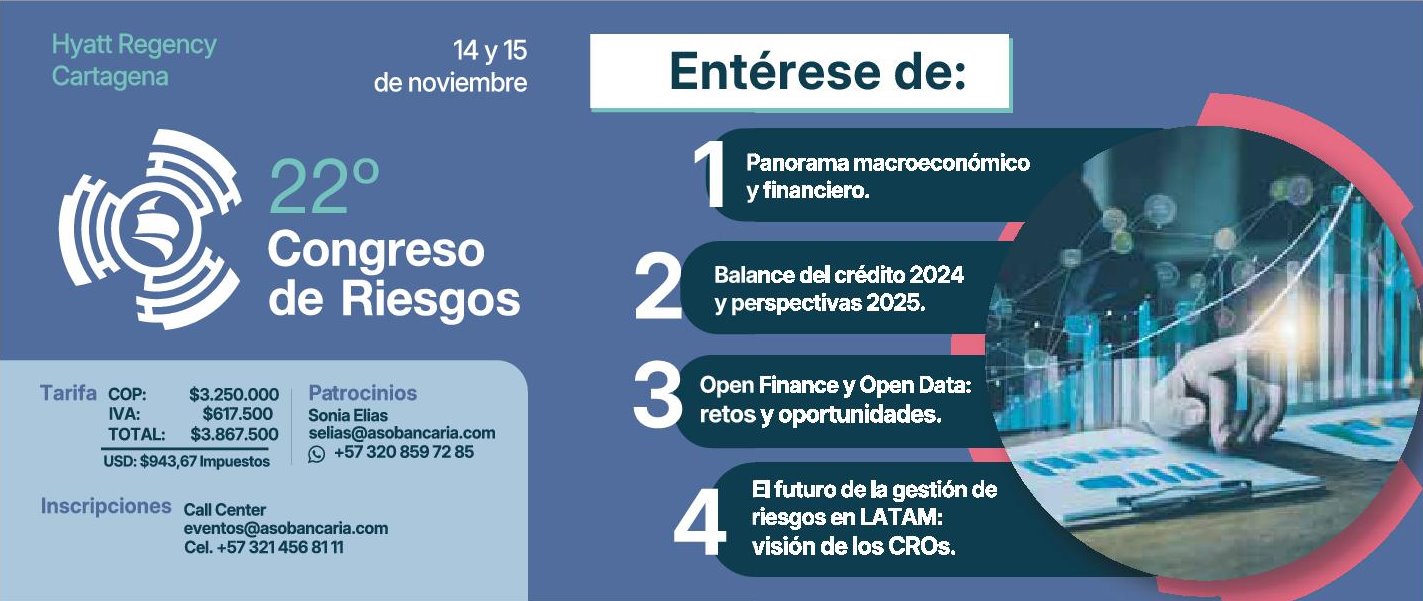 Hyatt Regency
Cartagena
14 y 15
de noviembre
22º
Congreso
de Riesgos
Tarifa COP: $3.250.000
IVA: $617.500
TOTAL: $3.867.500
USD: $943,67 Impuestos
Patrocinios
Sonia Elias
selias@asobancaria.com
+57 320 859 72 85
Inscripciones Call Center
eventos@asobancaria.com
Cel. +57 321 456 81 11
Entérese de:
1 Panorama macroeconómico
y financiero.
2 Balance del crédito 2024
y perspectivas 2025.
3 Open Finance y Open Data:
retos y oportunidades.
4 El futuro de la gestión de
riesgos en LATAM:
visión de los CROs.